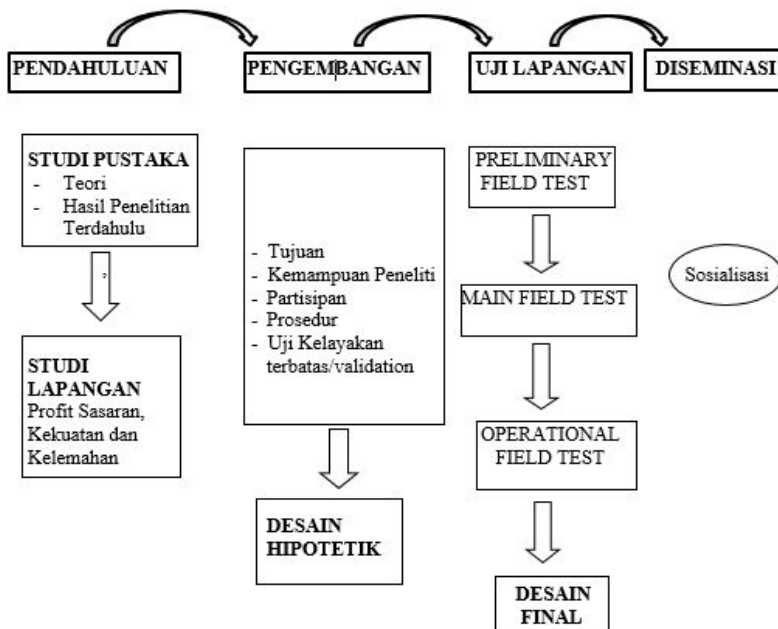 PENDAHULUAN
PENGEMBANGAN
UJI LAPANGAN
DISEMINASI
STUDI PUSTAKA
- Teori
- Hasil Penelitian
Terdahulu
,
STUDI
LAPANGAN
Profit Sasaran,
Kekuatan dan
Kelemahan
- Tujuan
- Kemampuan Peneliti
- Partisipan
- Prosedur
- Uji Kelayakan
terbatas/validation
DESAIN
HIPOTETIK
PRELIMINARY
FIELD TEST
MAIN FIELD TEST
OPERATIONAL
FIELD TEST
DESAIN
FINAL
Sosialisasi